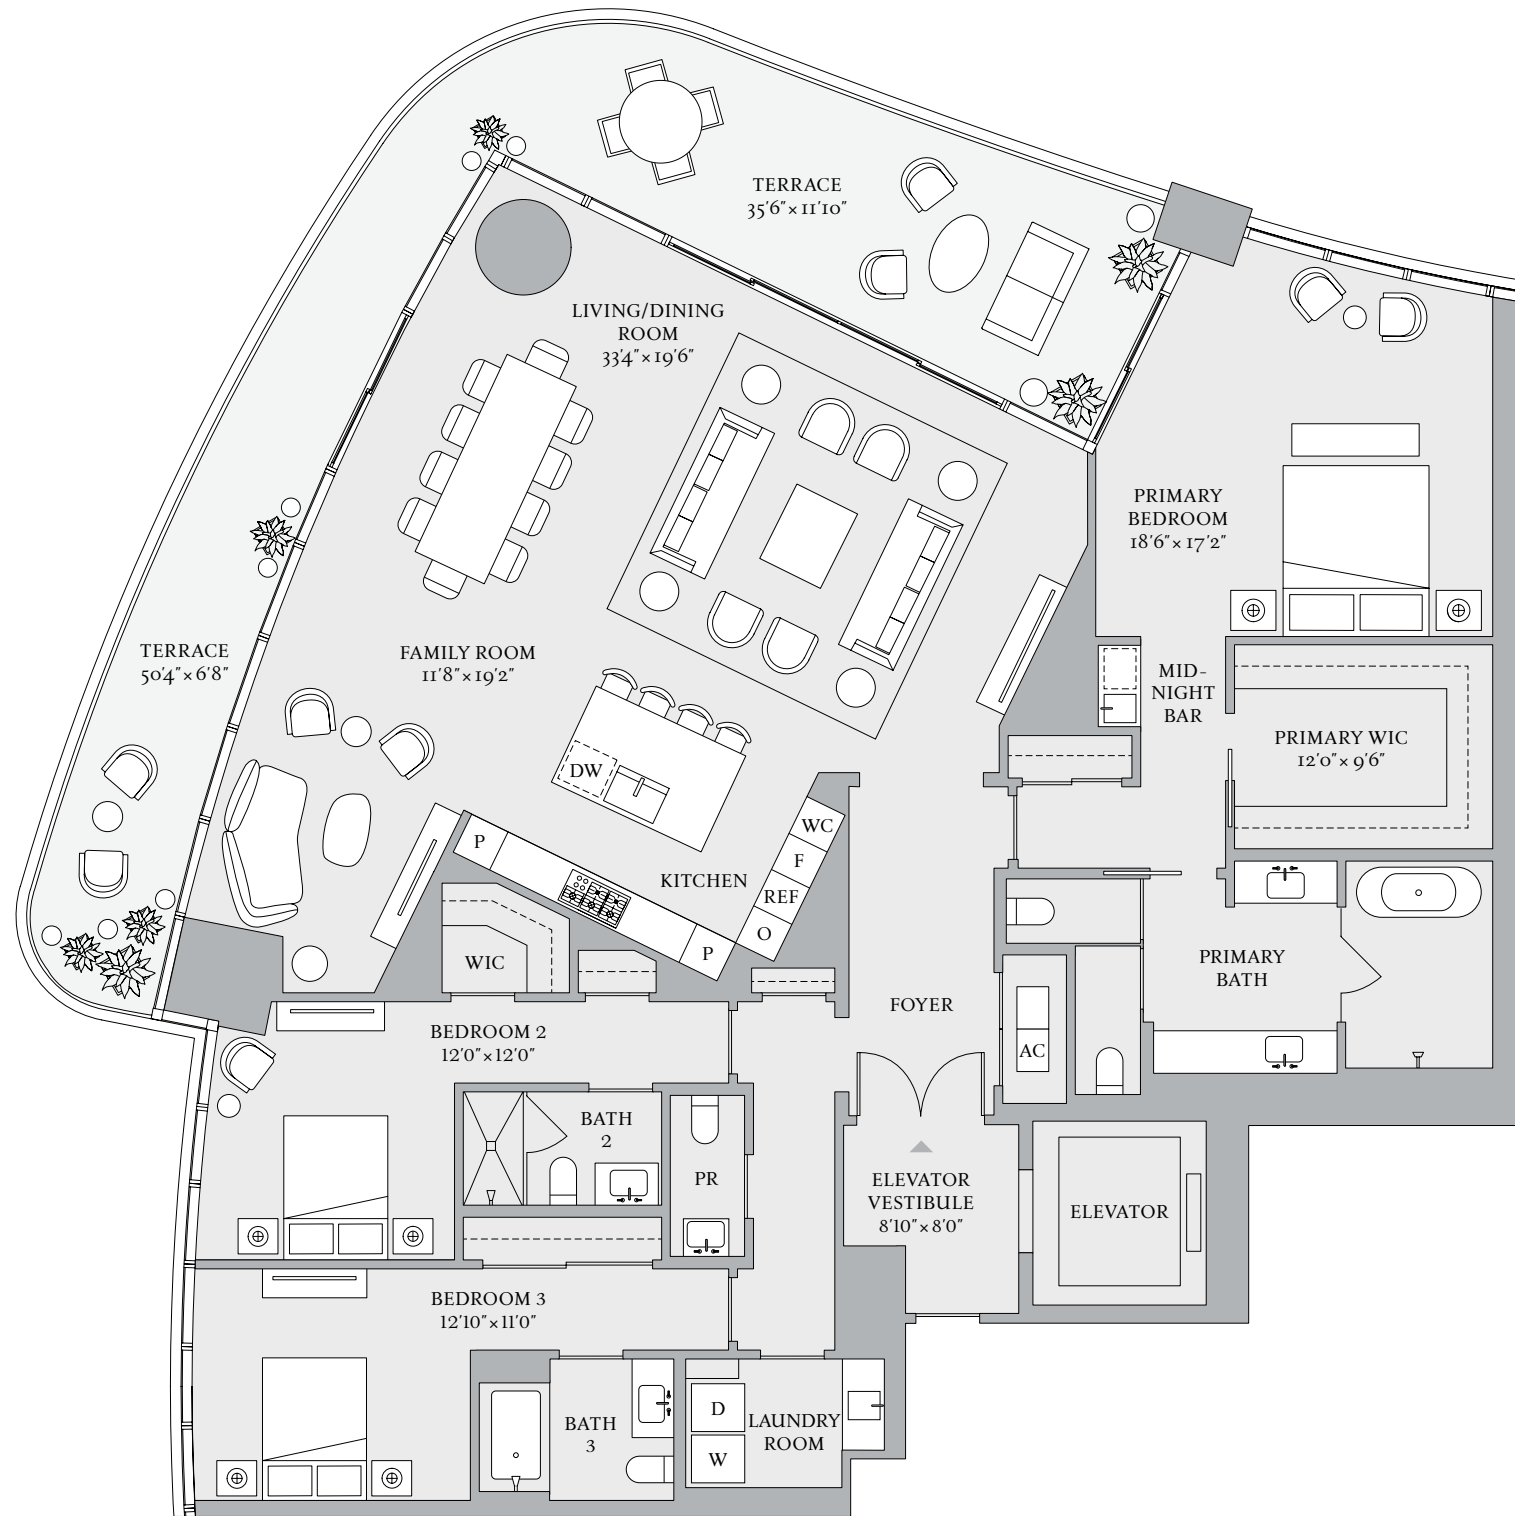 TERRACE
35'6"×11'10"
LIVING/DINING
ROOM
33'4"×19'6"
PRIMARY
BEDROOM
18'6"×17'2"
TERRACE
50'4"×6'8"
FAMILY ROOM
11'8"×19'2"
MID-
NIGHT
BAR
PRIMARY WIC
12'0"×9'6"
DW
WC
F
REF
O
P
KITCHEN
P
WIC
PRIMARY
BATH
FOYER
AC
BEDROOM 2
12'0"×12'0"
BATH
2
PR
ELEVATOR
VESTIBULE
8'10"×8'0"
ELEVATOR
BEDROOM 3
12'10"×11'0"
BATH
3
D
W
LAUNDRY
ROOM